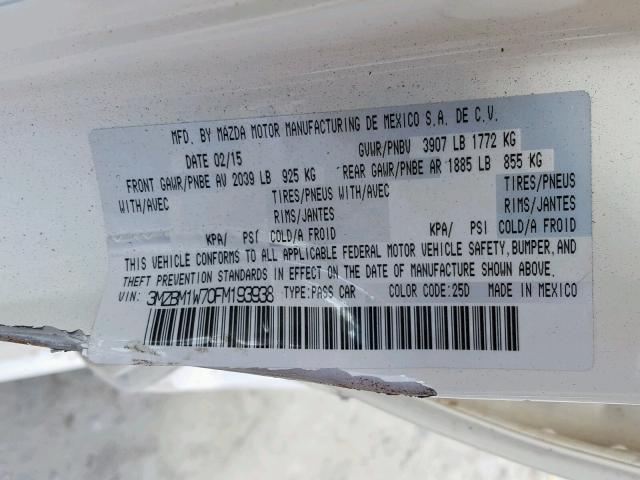 MFD. BY MAZDA MOTOR MANUFACTURING DE MEXICO S.A. DE C.V.
DATE 02/15 GVWR/PNBV 3907 LB 1772 KG
FRONT GAWR/PNBE AV 2039 LB 925 KG REAR GAWR/PNBE AR 1885 LB 855 KG
WITH/AVEC TIRES/PNEUS WITH/AVEC TIRES/PNEUS
RIMS/JANTES RIMS/JANTES
KPA/ PSI COLD/A FROID KPA/ PSI COLD/A FROID
THIS VEHICLE CONFORMS TO ALL APPLICABLE FEDERAL MOTOR VEHICLE SAFETY, BUMPER, AND
THEFT PREVENTION STANDARDS IN EFFECT ON THE DATE OF MANUFACTURE SHOWN ABOVE.
VIN: 3MZBM1W70FM193938 TYPE:PASS CAR COLOR CODE:25D MADE IN MEXICO